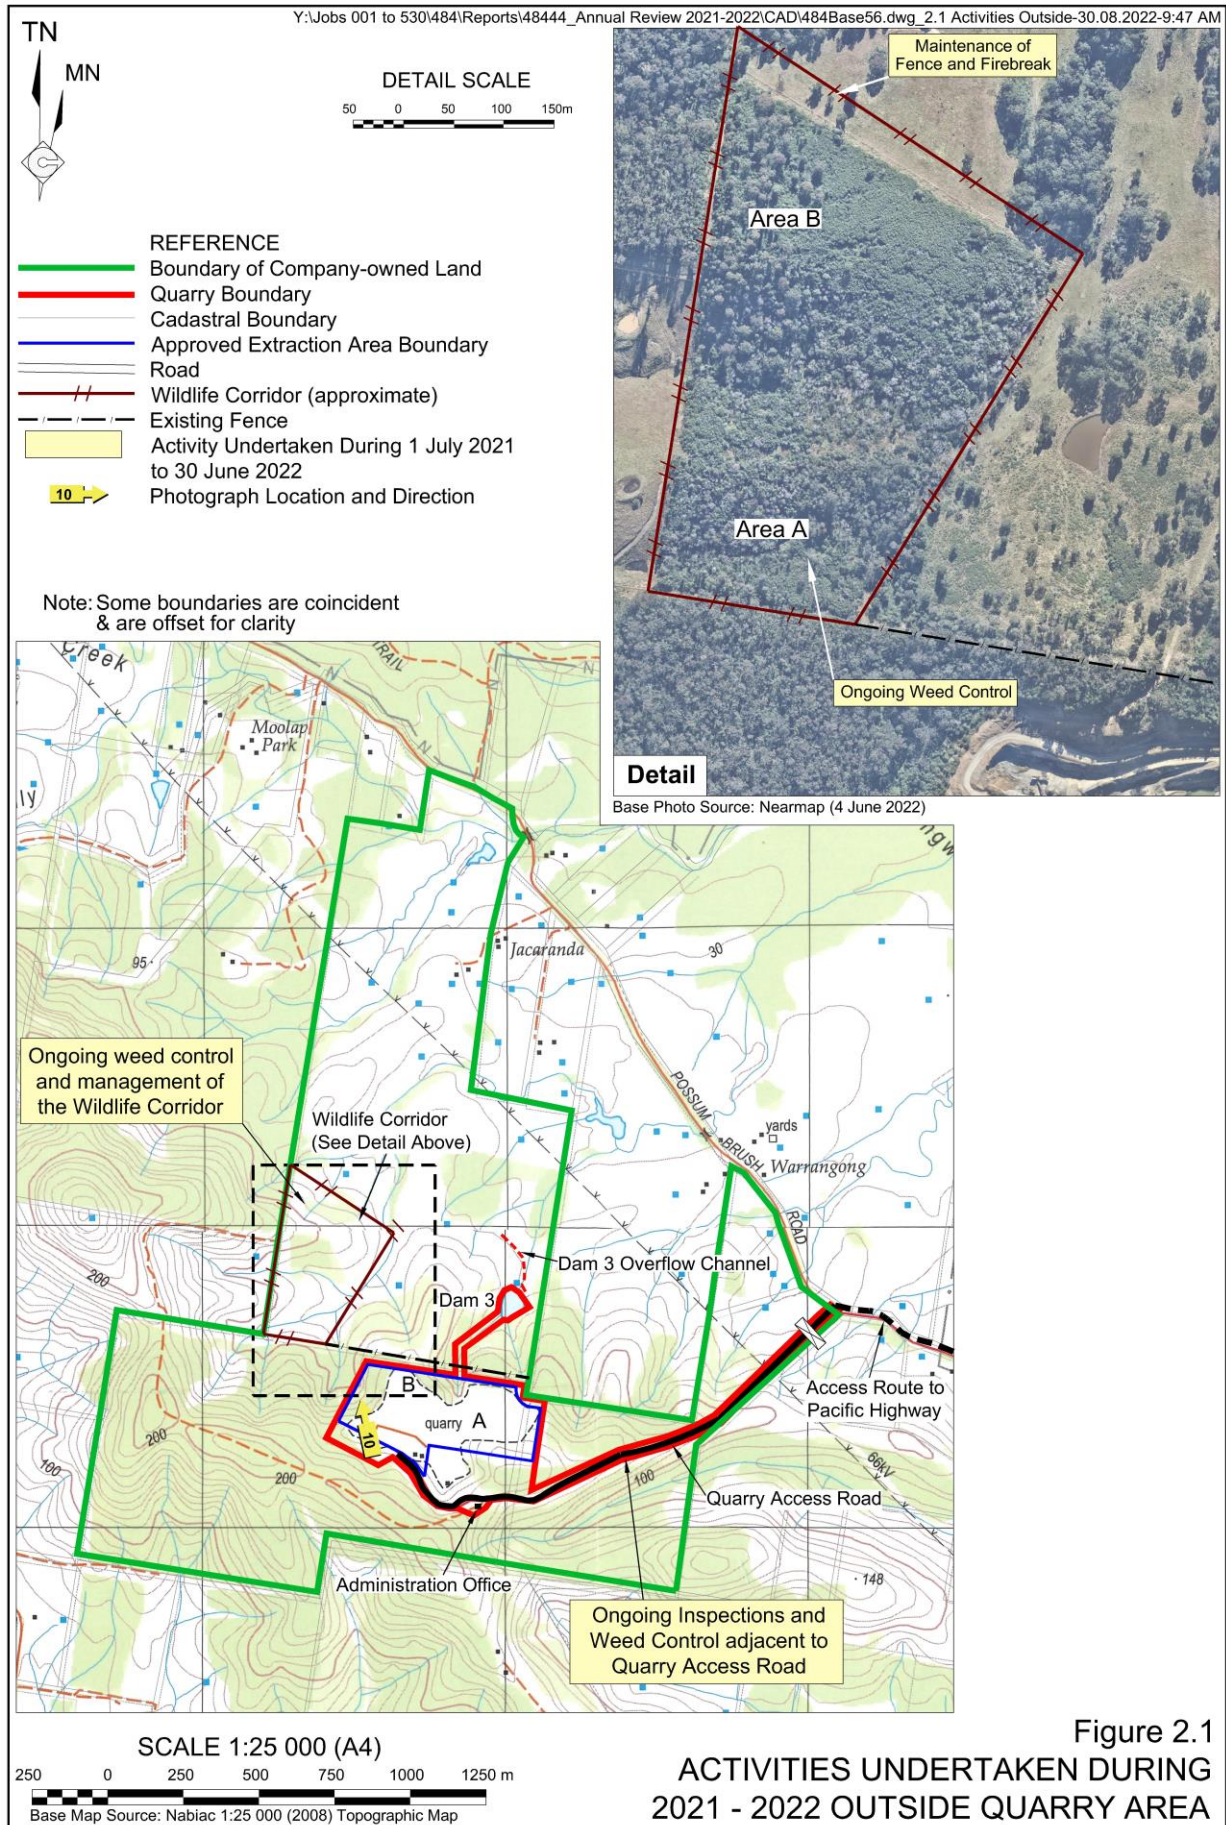 Y:\Jobs 001 to 530\484\Reports\48444_Annual Review 2021-2022\CAD\484Base56.dwg_2.1 Activities Outside-30.08.2022-9:47 AM
TN
MN
DETAIL SCALE
50 0 50 100 150m
REFERENCE
Boundary of Company-owned Land
Quarry Boundary
Cadastral Boundary
Approved Extraction Area Boundary
Road
Wildlife Corridor (approximate)
Existing Fence
Activity Undertaken During 1 July 2021
to 30 June 2022
10
Photograph Location and Direction
Note: Some boundaries are coincident
& are offset for clarity
Maintenance of
Fence and Firebreak
Area B
Area A
Ongoing Weed Control
Detail
Base Photo Source: Nearmap (4 June 2022)
Creek
TRAIL
N
N
N
N
Moolap
Park
ly
ngw
Jacaranda
30
95
Ongoing weed control
and management of
the Wildlife Corridor
Wildlife Corridor
(See Detail Above)
POSSUM
BRUSH
ROAD
yards
Warrangong
200
Dam 3 Overflow Channel
Dam 3
B
quarry
A
10
Access Route to
Pacific Highway
200
100
200
100
66kV
Quarry Access Road
Administration Office
148
Ongoing Inspections and
Weed Control adjacent to
Quarry Access Road
SCALE 1:25 000 (A4)
250 0 250 500 750 1000 1250 m
Base Map Source: Nabiac 1:25 000 (2008) Topographic Map
Figure 2.1
ACTIVITIES UNDERTAKEN DURING
2021 - 2022 OUTSIDE QUARRY AREA